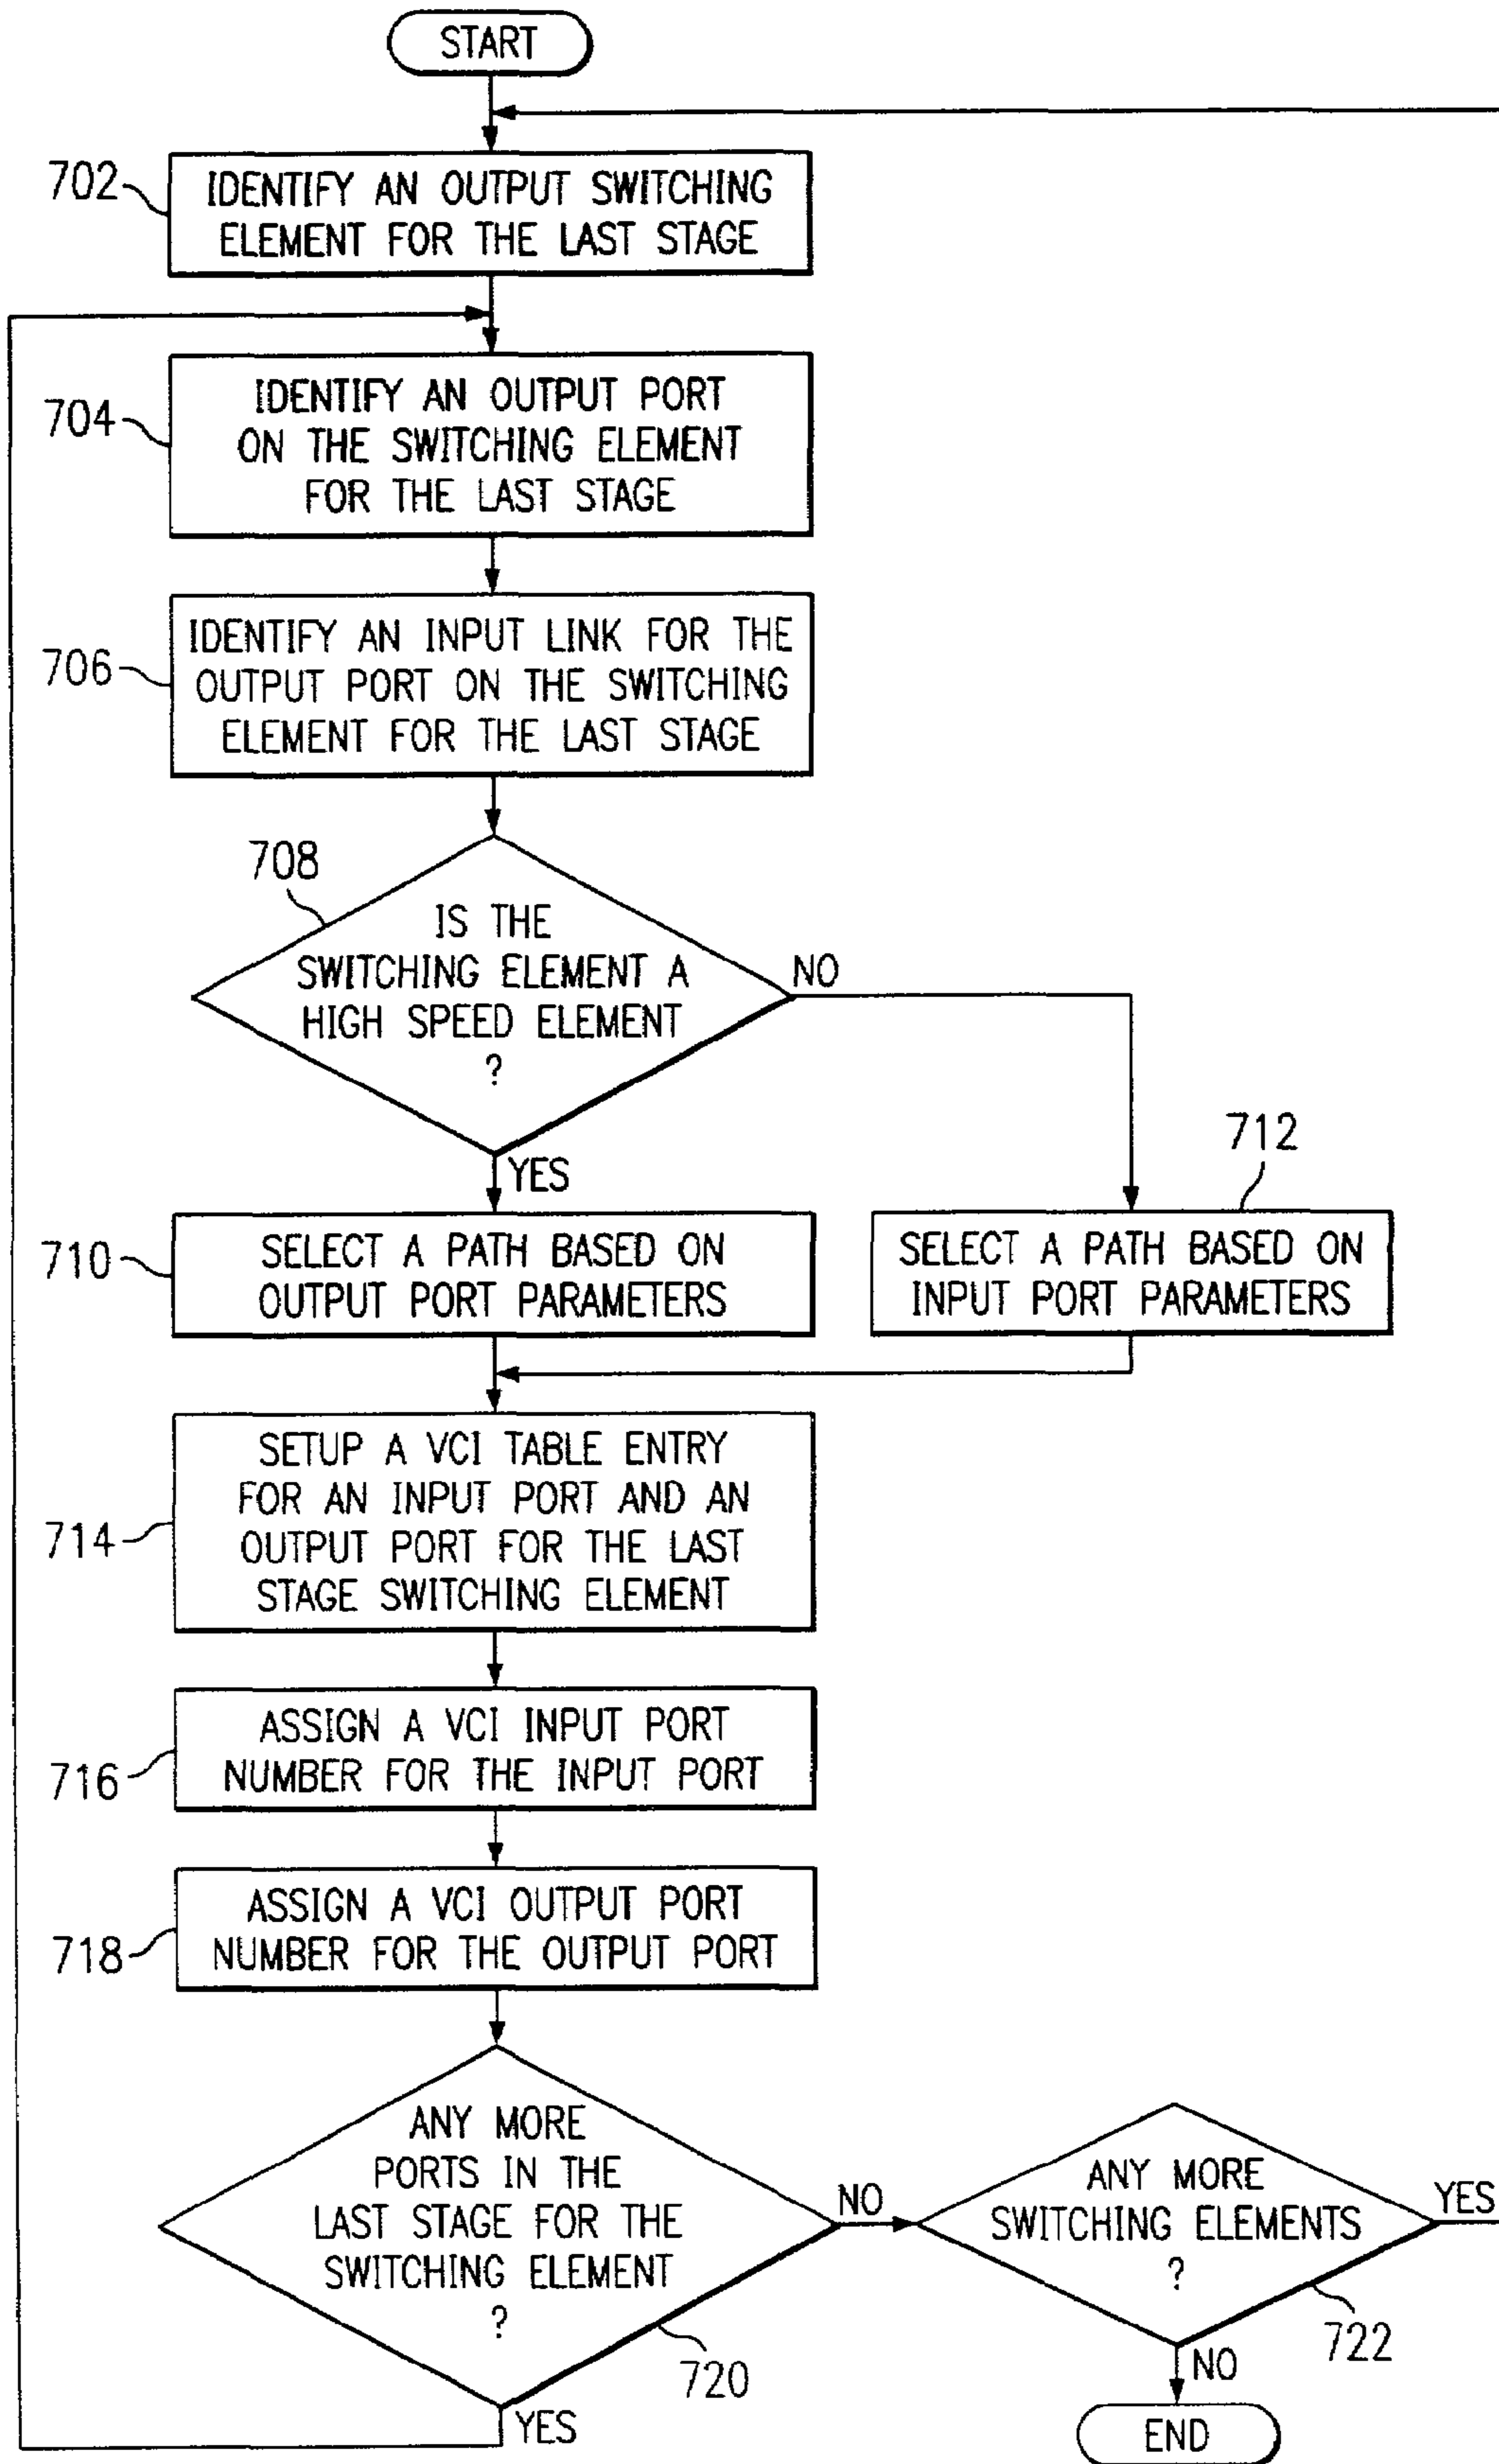 START
702
IDENTIFY AN OUTPUT SWITCHING
ELEMENT FOR THE LAST STAGE
704
IDENTIFY AN OUTPUT PORT
ON THE SWITCHING ELEMENT
FOR THE LAST STAGE
706
IDENTIFY AN INPUT LINK FOR THE
OUTPUT PORT ON THE SWITCHING
ELEMENT FOR THE LAST STAGE
708
IS THE
SWITCHING ELEMENT A
HIGH SPEED ELEMENT
?
NO
YES
712
710
SELECT A PATH BASED ON
OUTPUT PORT PARAMETERS
SELECT A PATH BASED ON
INPUT PORT PARAMETERS
714
SETUP A VCI TABLE ENTRY
FOR AN INPUT PORT AND AN
OUTPUT PORT FOR THE LAST
STAGE SWITCHING ELEMENT
716
ASSIGN A VCI INPUT PORT
NUMBER FOR THE INPUT PORT
718
ASSIGN A VCI OUTPUT PORT
NUMBER FOR THE OUTPUT PORT
ANY MORE
PORTS IN THE
LAST STAGE FOR THE
SWITCHING ELEMENT
?
NO
720
YES
ANY MORE
SWITCHING ELEMENTS
?
YES
722
NO
END